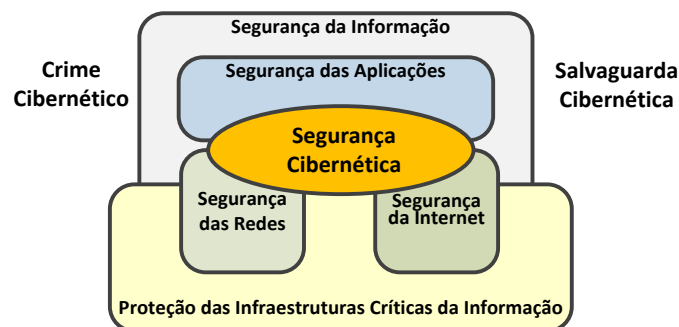 Segurança da Informação
Crime
Cibernético
Segurança das Aplicações
Salvaguarda
Cibernética
Segurança
Cibernética
Segurança
das Redes
Segurança
da Internet
Proteção das Infraestruturas Críticas da Informação